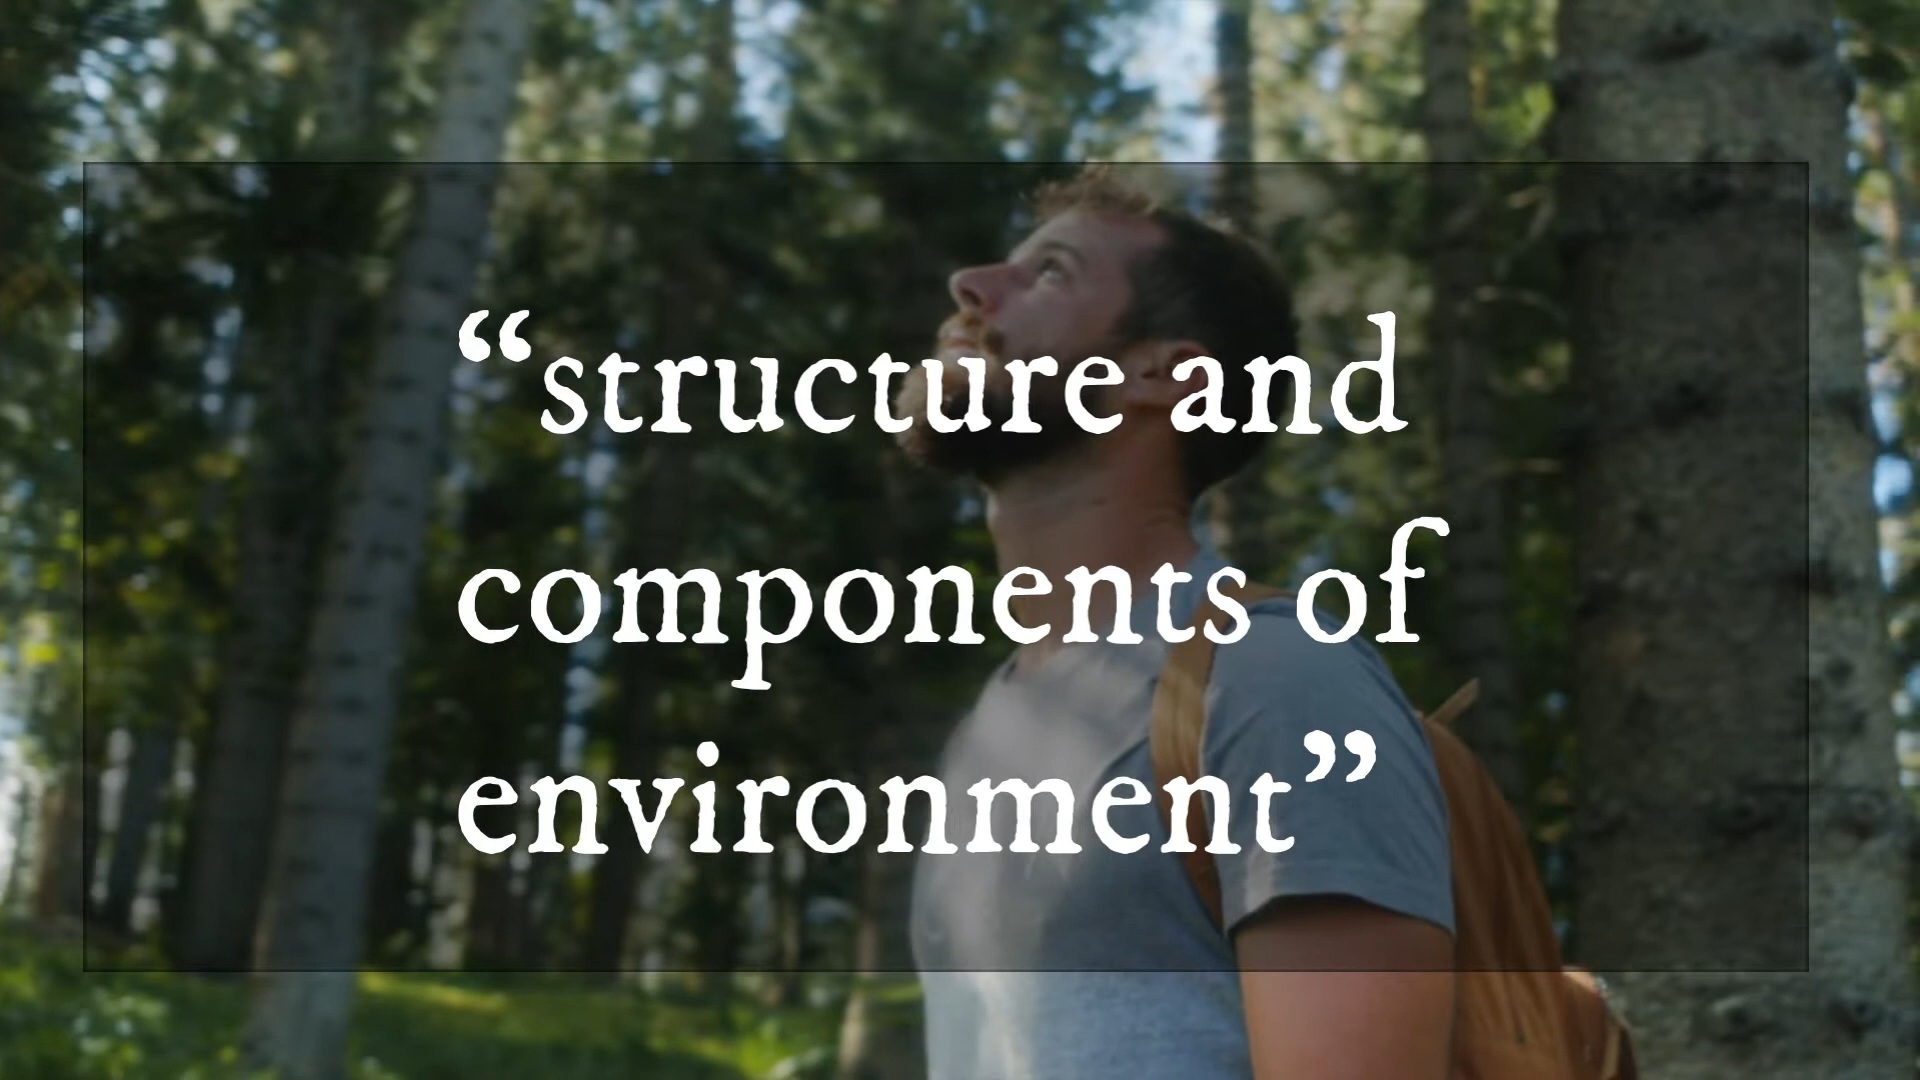 “structure and
components of
environment”